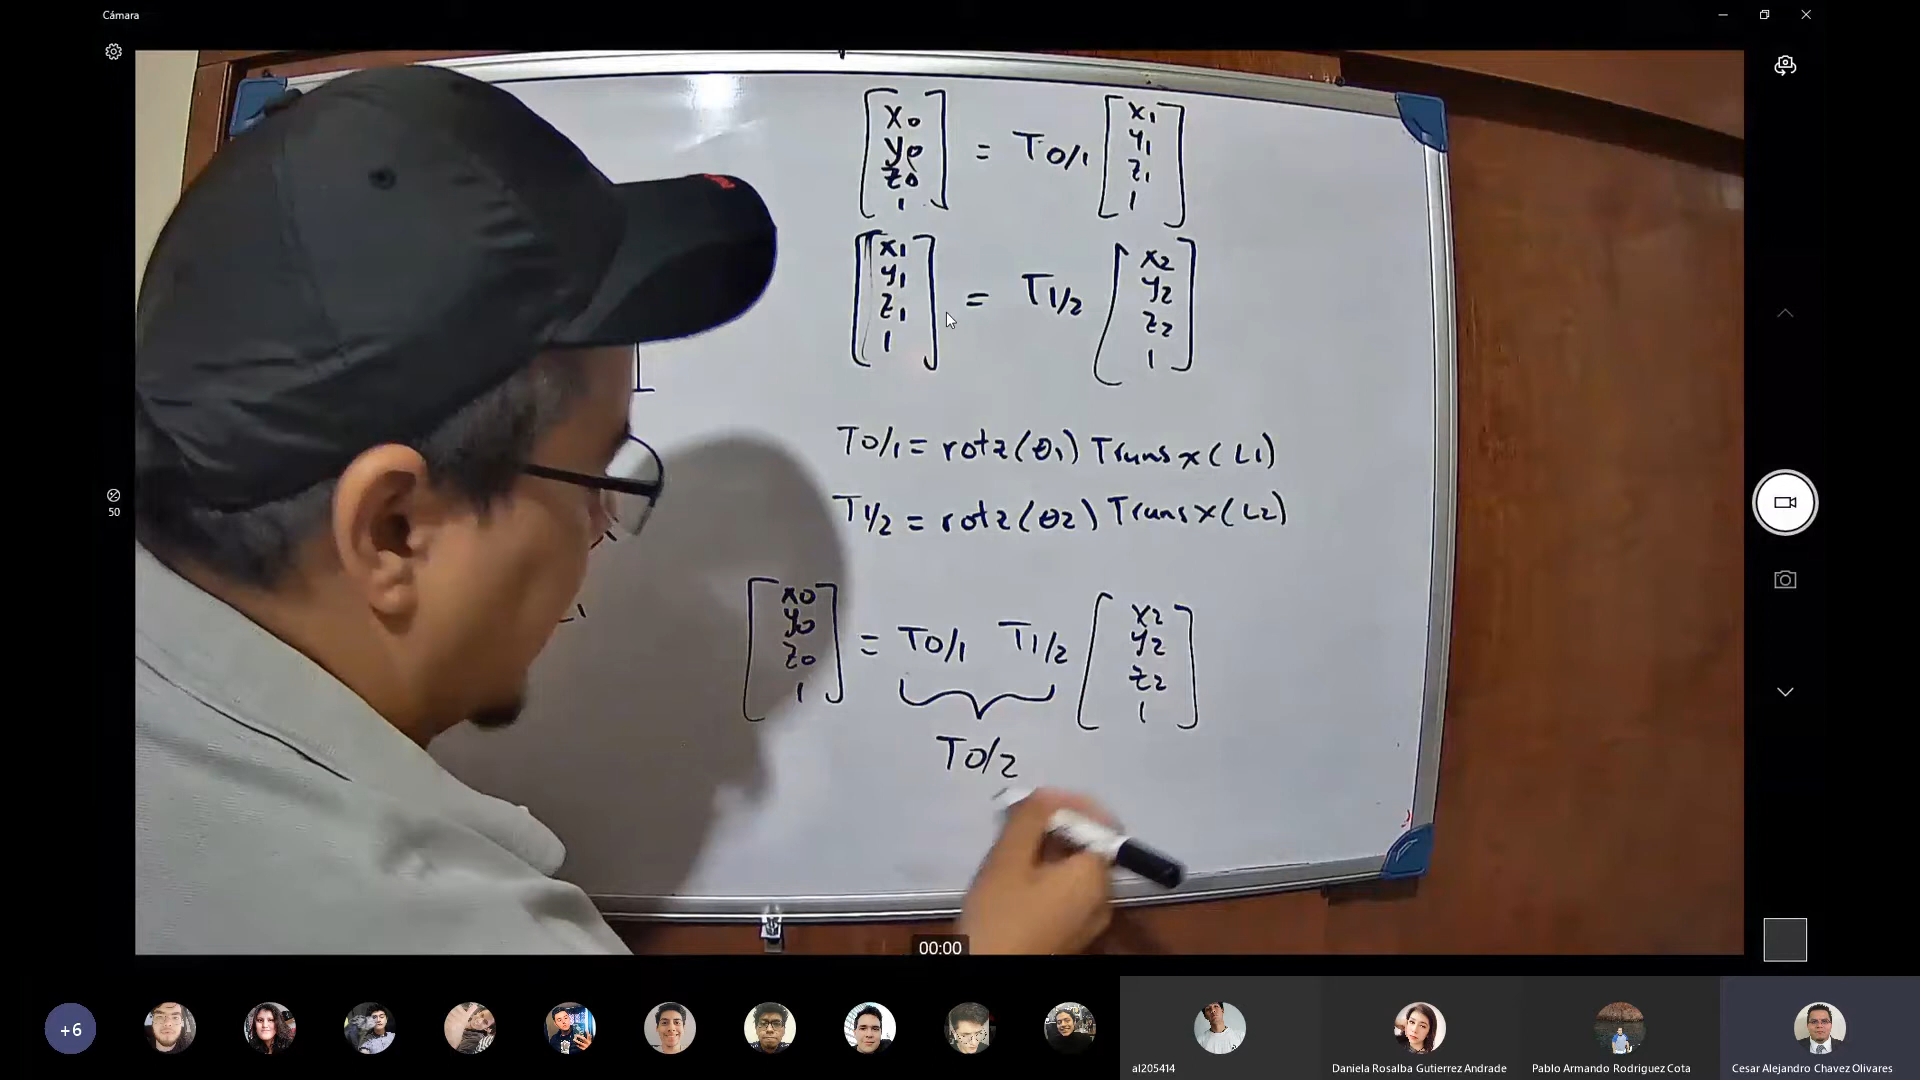 Cámara
x0
y0
z0
1
= T0/1
x1
y1
z1
1
x1
y1
z1
1
= T1/2
x2
y2
z2
1
T0/1 = rotz(θ1) Trans x(L1)
T1/2 = rotz(θ2) Trans x(L2)
50
x0
y0
z0
1
= T0/1 T1/2
x2
y2
z2
1
T0/2
00:00
+6
al205414
Daniela Rosalba Gutierrez Andrade
Pablo Armando Rodriguez Cota
Cesar Alejandro Chavez Olivares